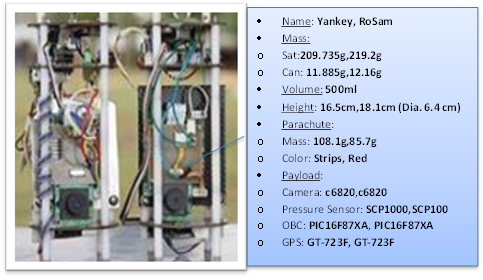 Name: Yankey, RoSam
Mass:
Sat:209.735g,219.2g
Can: 11.885g,12.16g
Volume: 500ml
Height: 16.5cm,18.1cm (Dia. 6.4 cm)
Parachute:
Mass: 108.1g,85.7g
Color: Strips, Red
Payload:
Camera: c6820,c6820
Pressure Sensor: SCP1000,SCP100
OBC: PIC16F87XA, PIC16F87XA
GPS: GT-723F, GT-723F